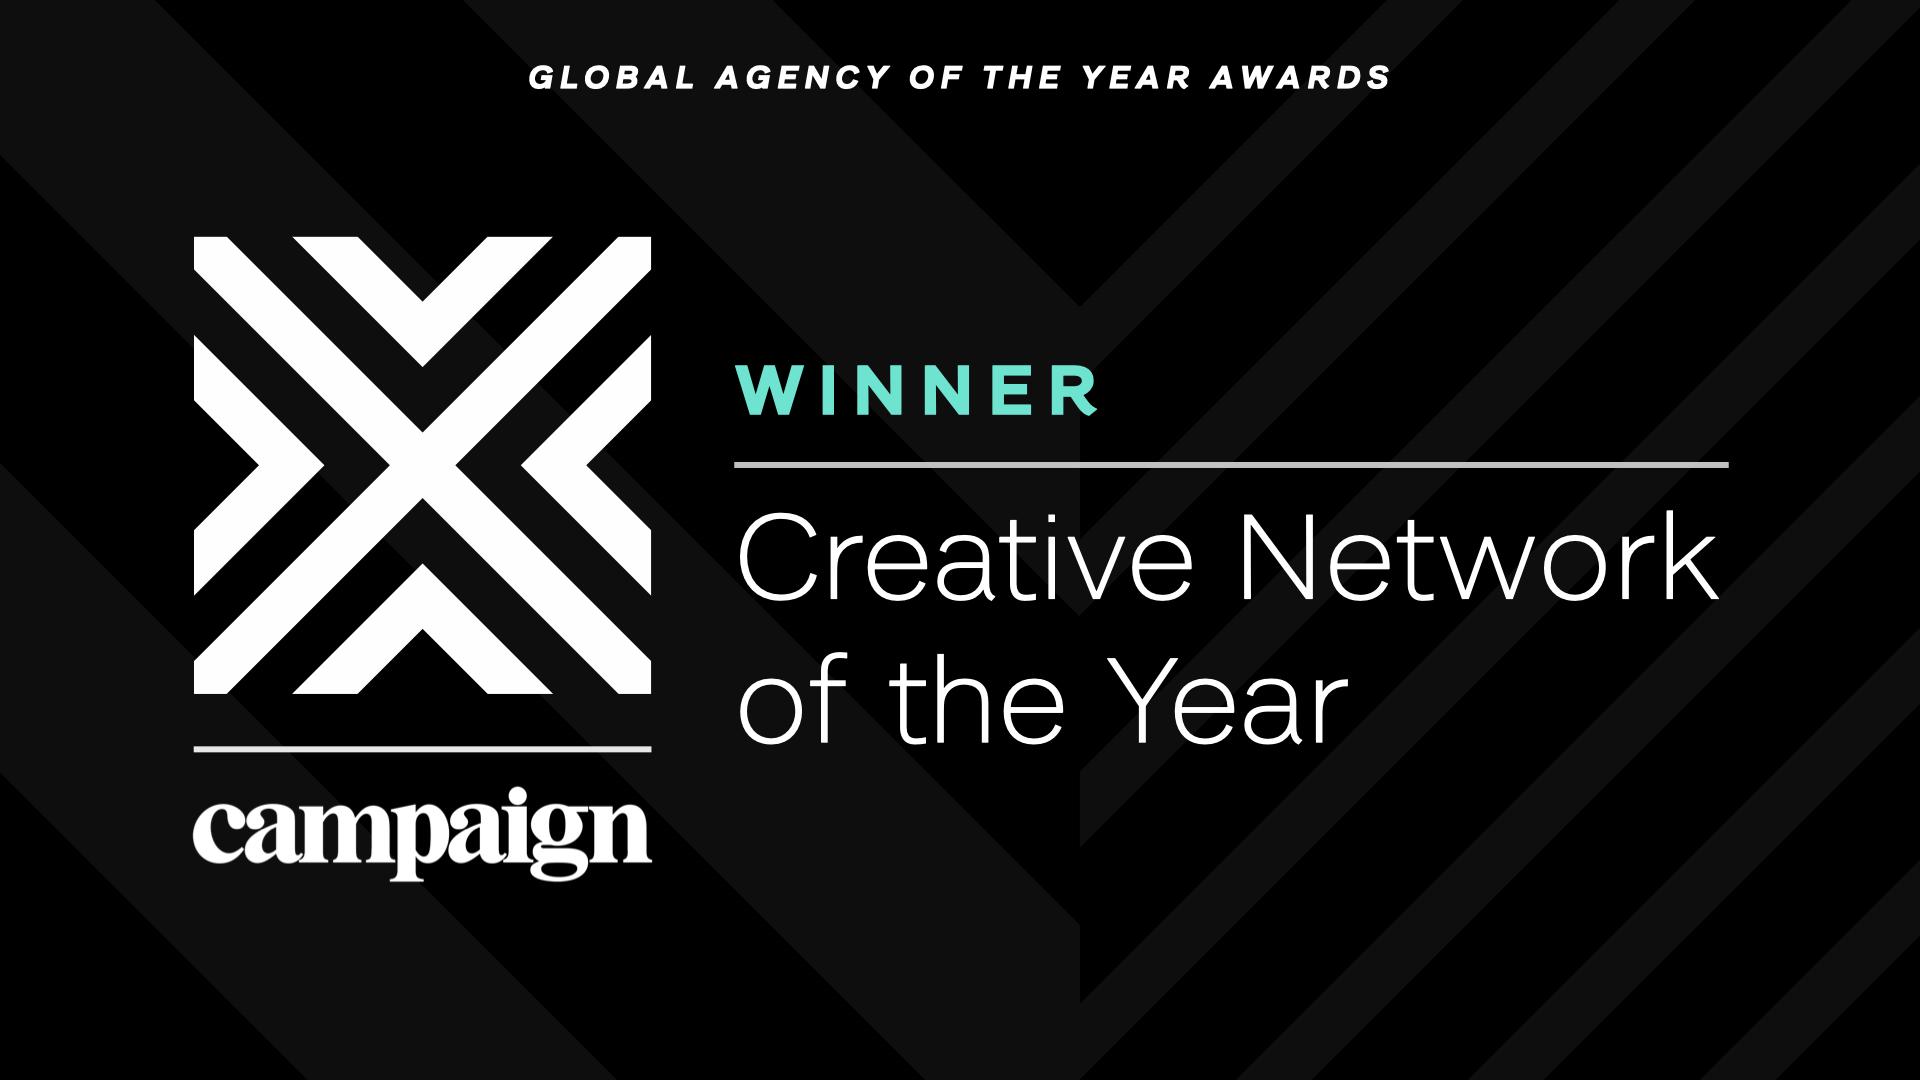 GLOBAL AGENCY OF THE YEAR AWARDS
WINNER
Creative Network
of the Year
campaign